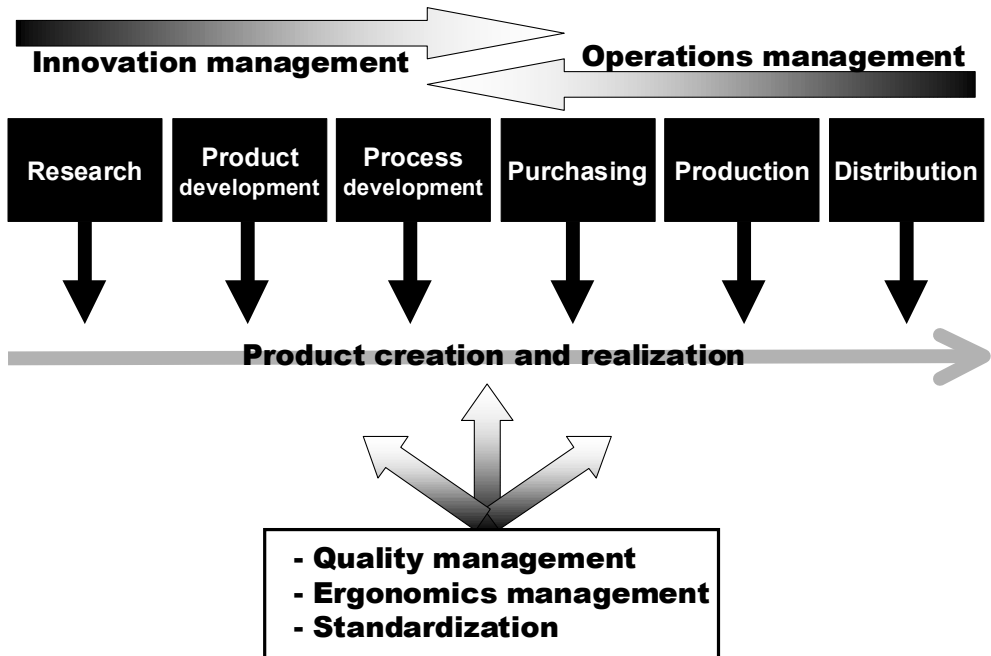 Innovation management
Operations management
Research
Product
development
Process
development
Purchasing
Production
Distribution
Product creation and realization
- Quality management
- Ergonomics management
- Standardization